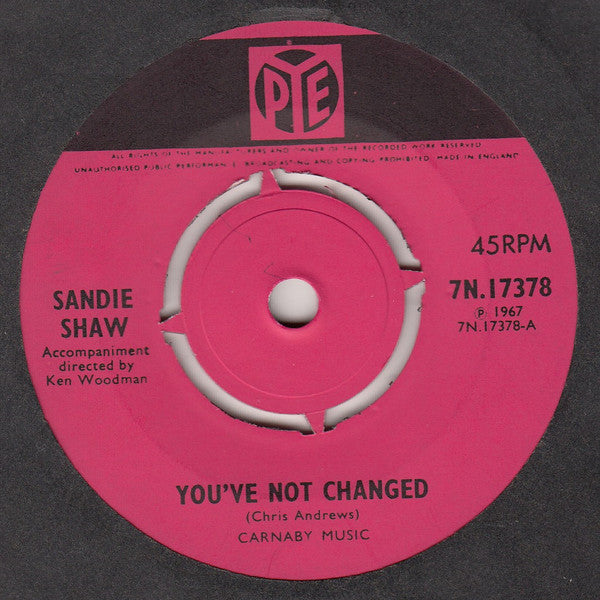 PYE
ALL RIGHTS OF THE MANUFACTURERS AND OWNER OF THE RECORDED WORK RESERVED
UNAUTHORISED PUBLIC PERFORMANCE, BROADCASTING AND COPYING PROHIBITED. MADE IN ENGLAND
45RPM
SANDIE
SHAW
Accompaniment
directed by
Ken Woodman
7N.17378
℗ 1967
7N.17378-A
YOU'VE NOT CHANGED
(Chris Andrews)
CARNABY MUSIC